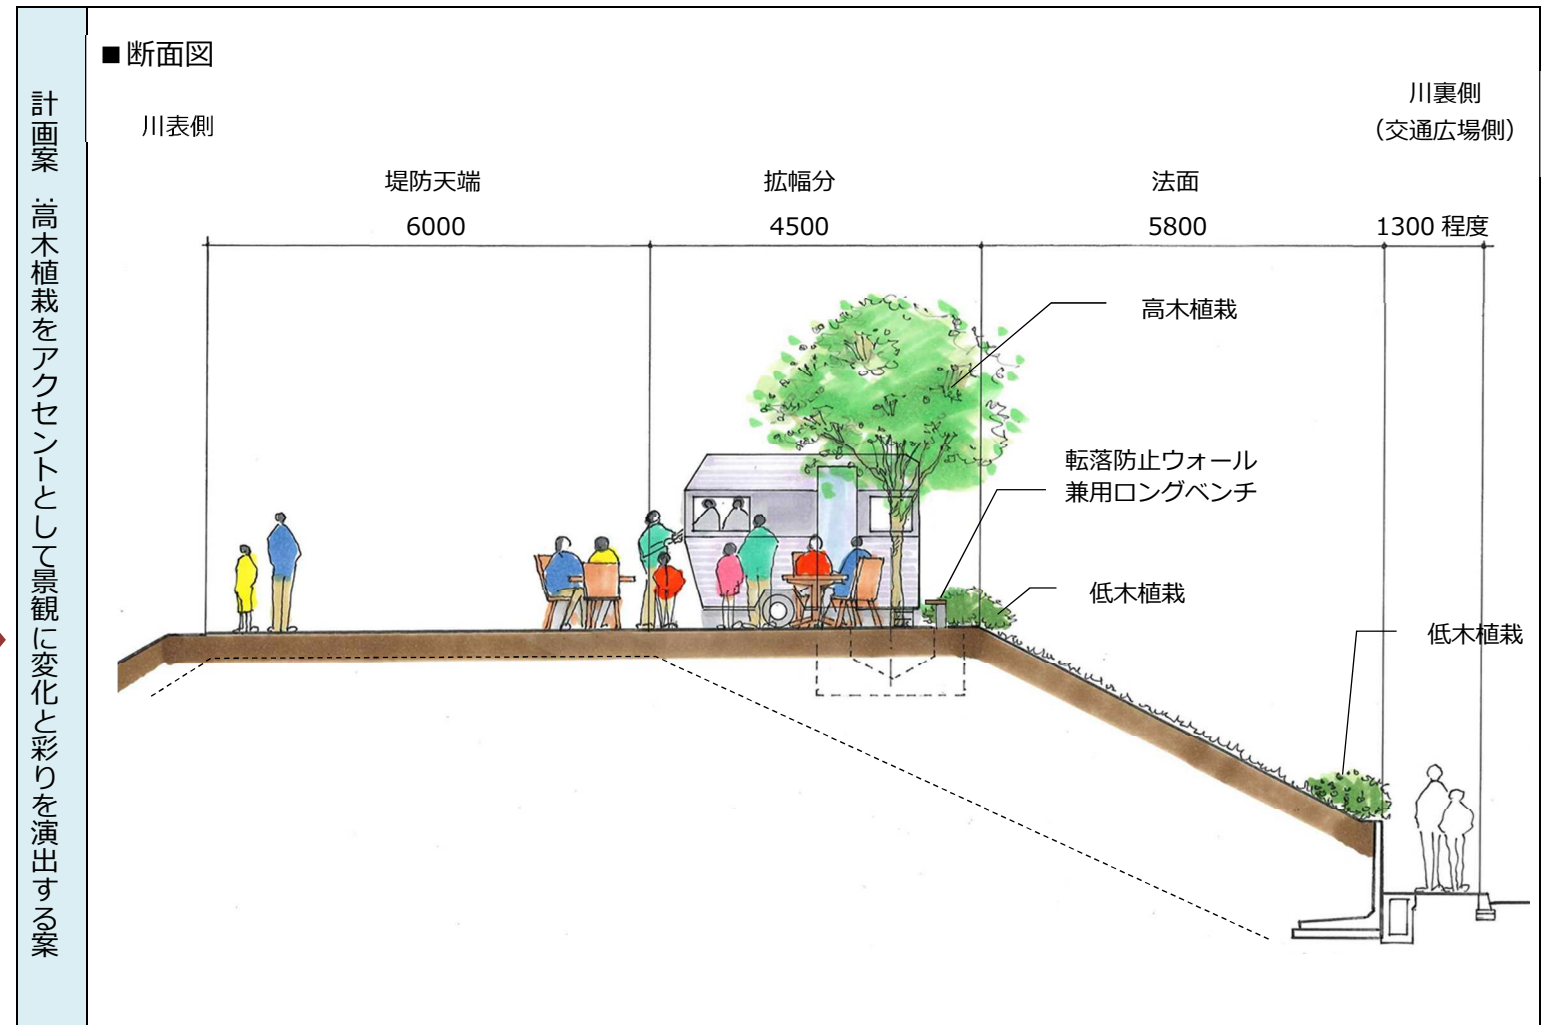 計画案：高木植栽をアクセントとして景観に変化と彩りを演出する案
■断面図
川表側
川裏側
（交通広場側）
堤防天端
拡幅分
法面
6000
4500
5800
1300 程度
高木植栽
転落防止ウォール
兼用ロングベンチ
低木植栽
低木植栽